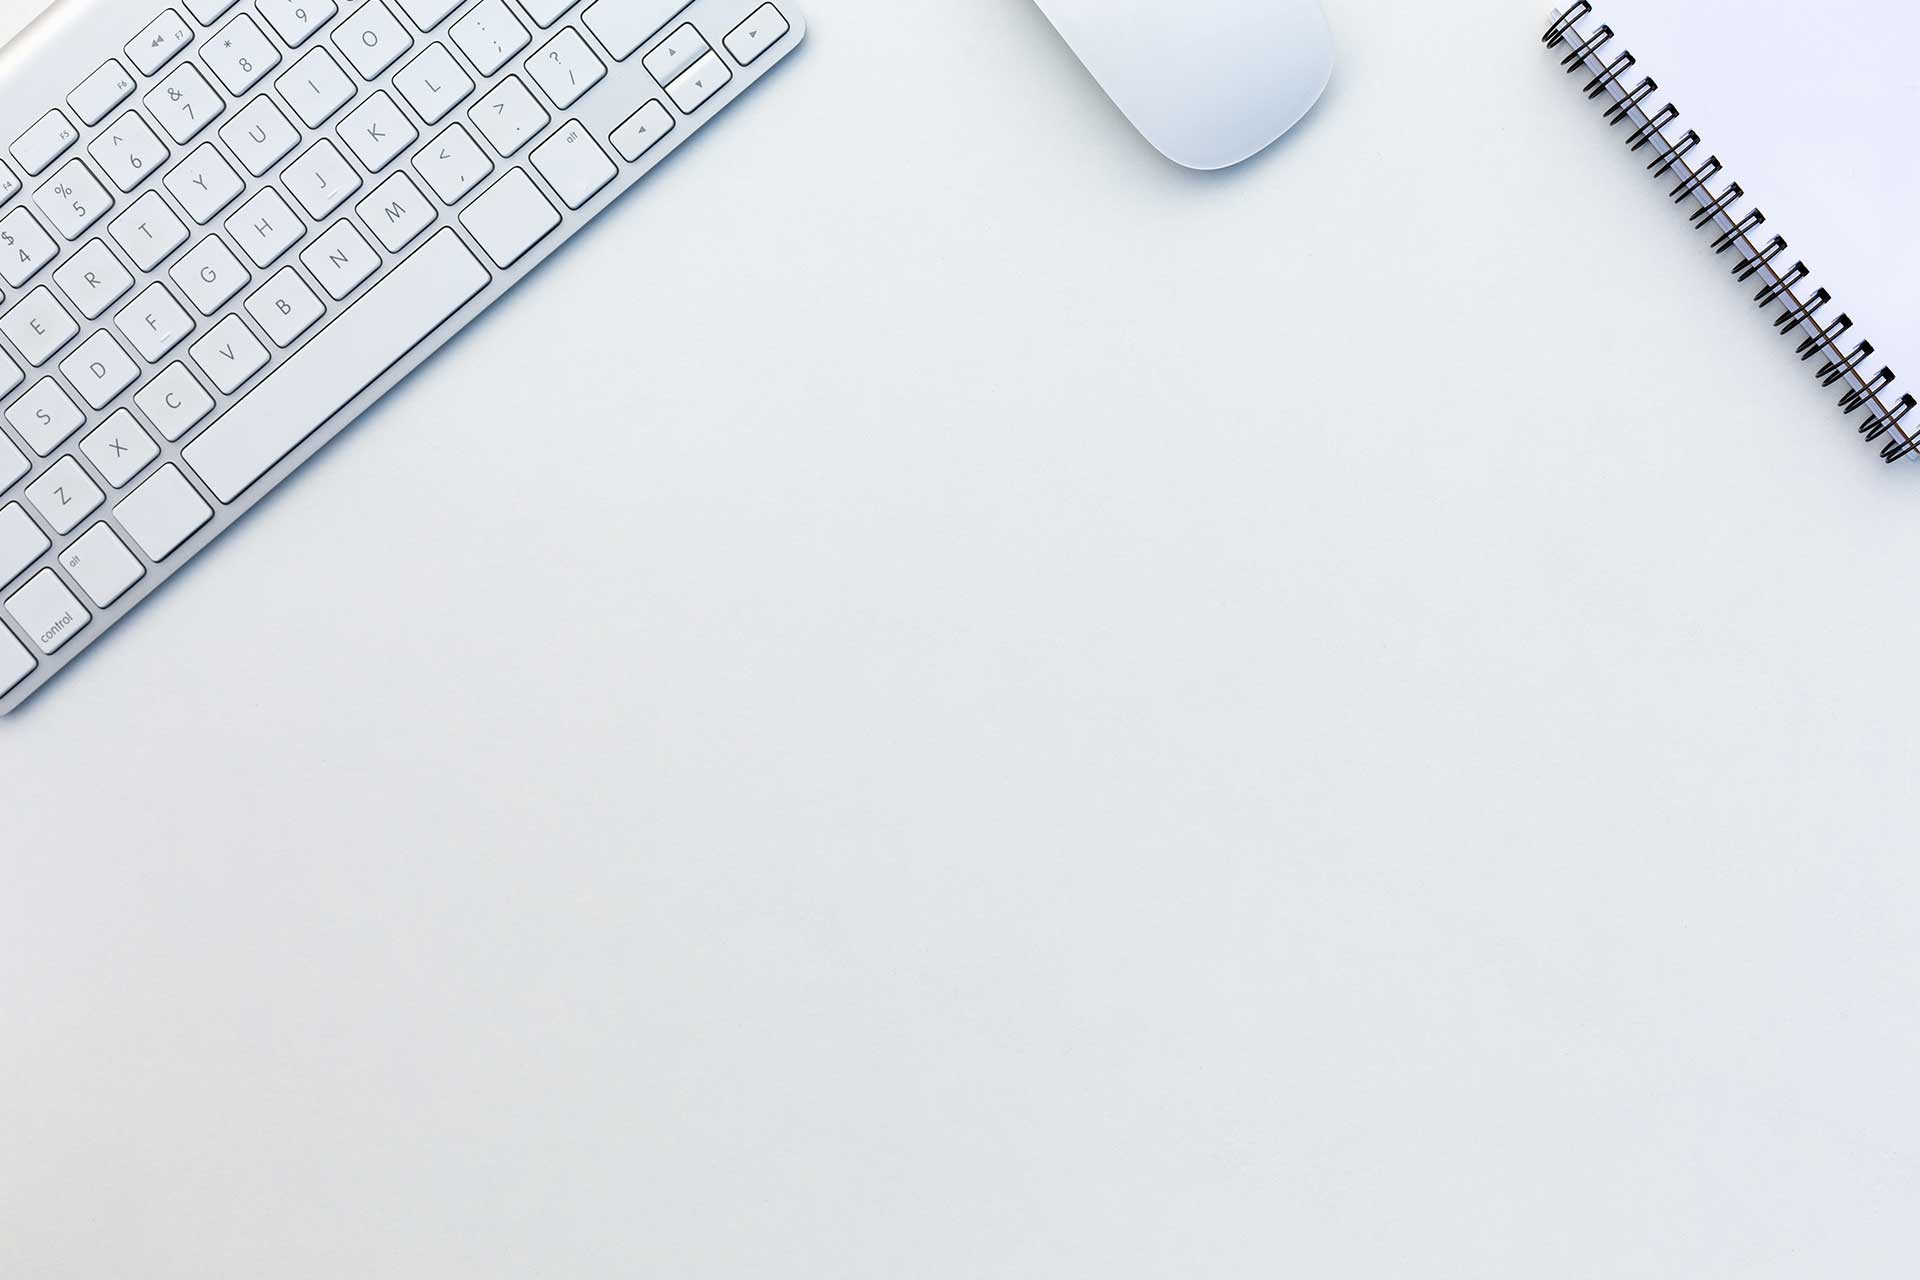 F4 F5 F6 F7
$ 4 % 5 ^ 6 & 7 * 8 9
E R T Y U I O
S D F G H J K L : ;
Z X C V B N M < , > . ? /
control alt alt